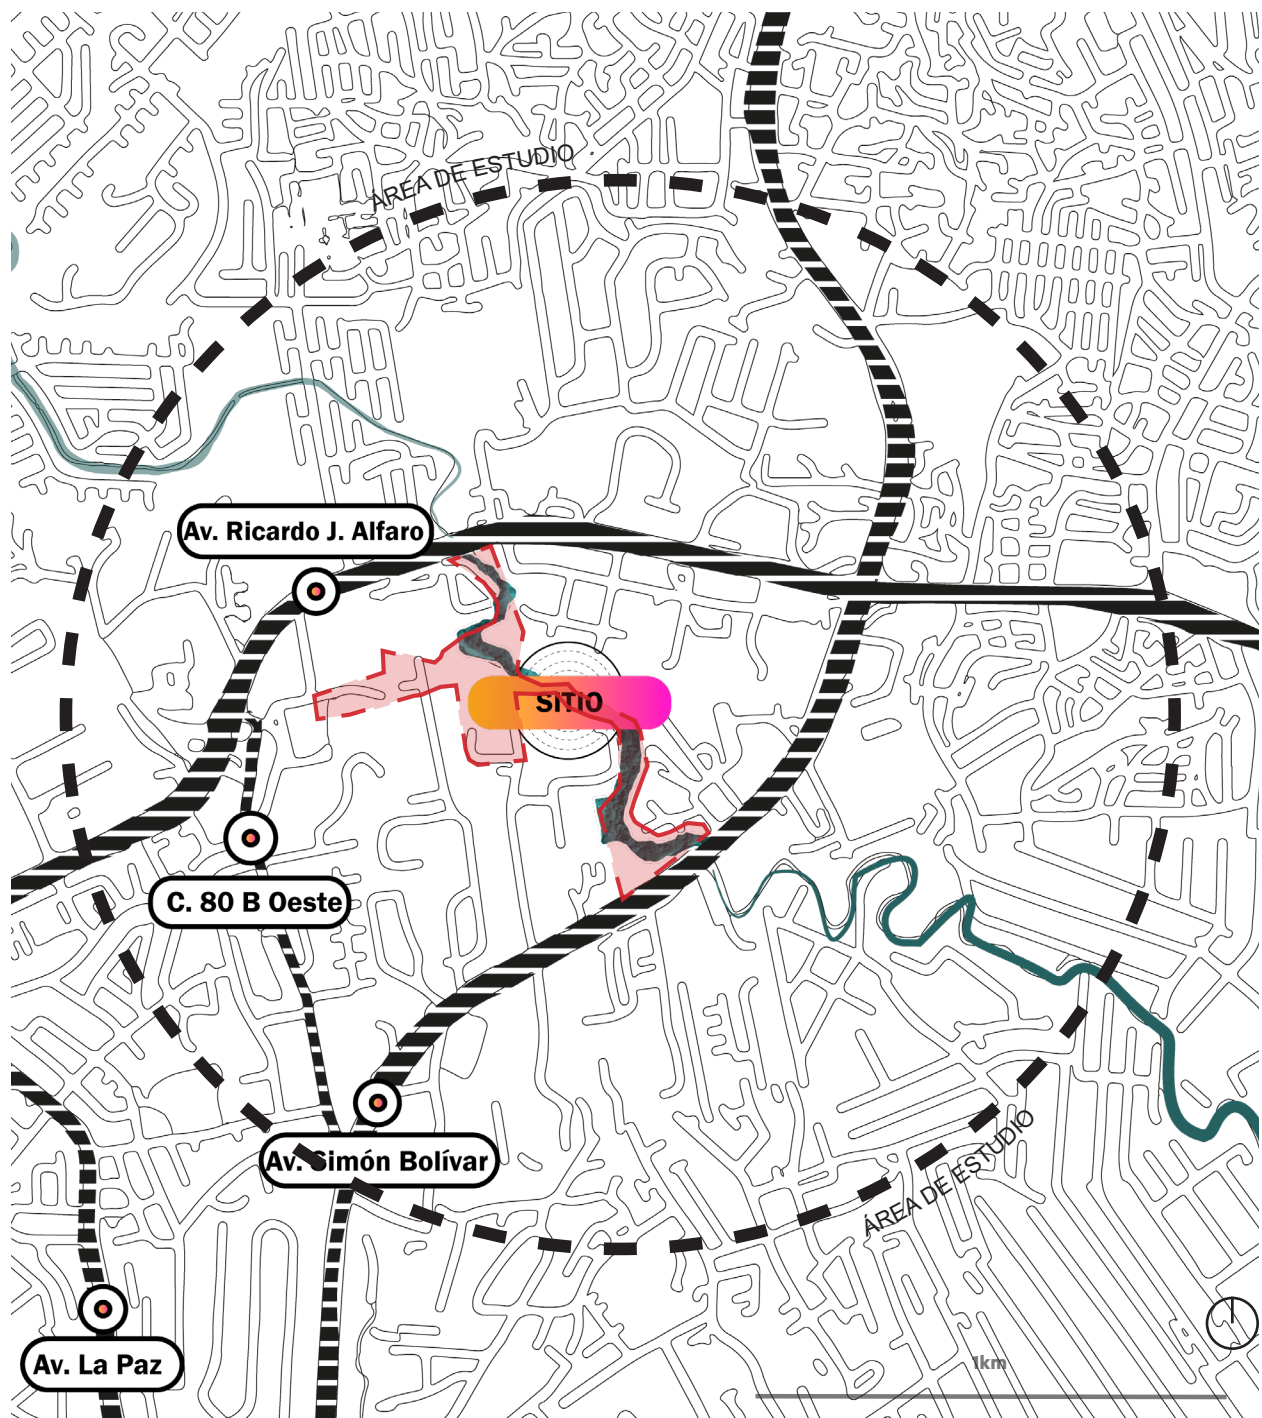 ÁREA DE ESTUDIO
Av. Ricardo J. Alfaro
SITIO
C. 80 B Oeste
Av. Simón Bolívar
ÁREA DE ESTUDIO
Av. La Paz
1km